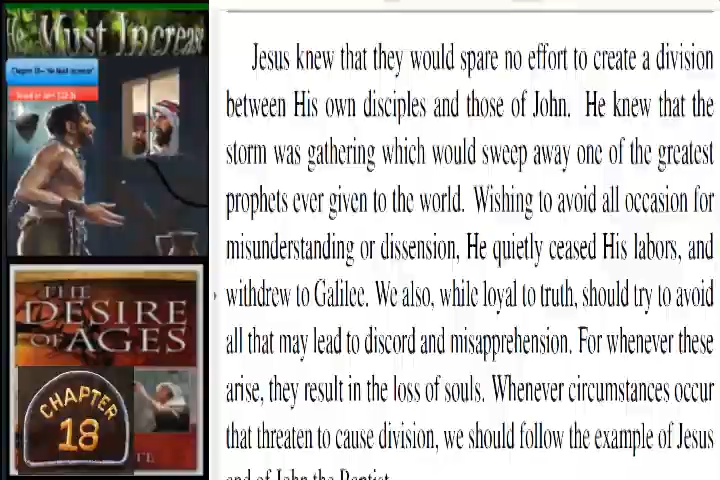 He Must Increase
Chapter 18—"He Must Increase"
THE
DESIRE
OF AGES
CHAPTER
18
Jesus knew that they would spare no effort to create a division
between His own disciples and those of John. He knew that the
storm was gathering which would sweep away one of the greatest
prophets ever given to the world. Wishing to avoid all occasion for
misunderstanding or dissension, He quietly ceased His labors, and
withdrew to Galilee. We also, while loyal to truth, should try to avoid
all that may lead to discord and misapprehension. For whenever these
arise, they result in the loss of souls. Whenever circumstances occur
that threaten to cause division, we should follow the example of Jesus
and of John the Baptist.